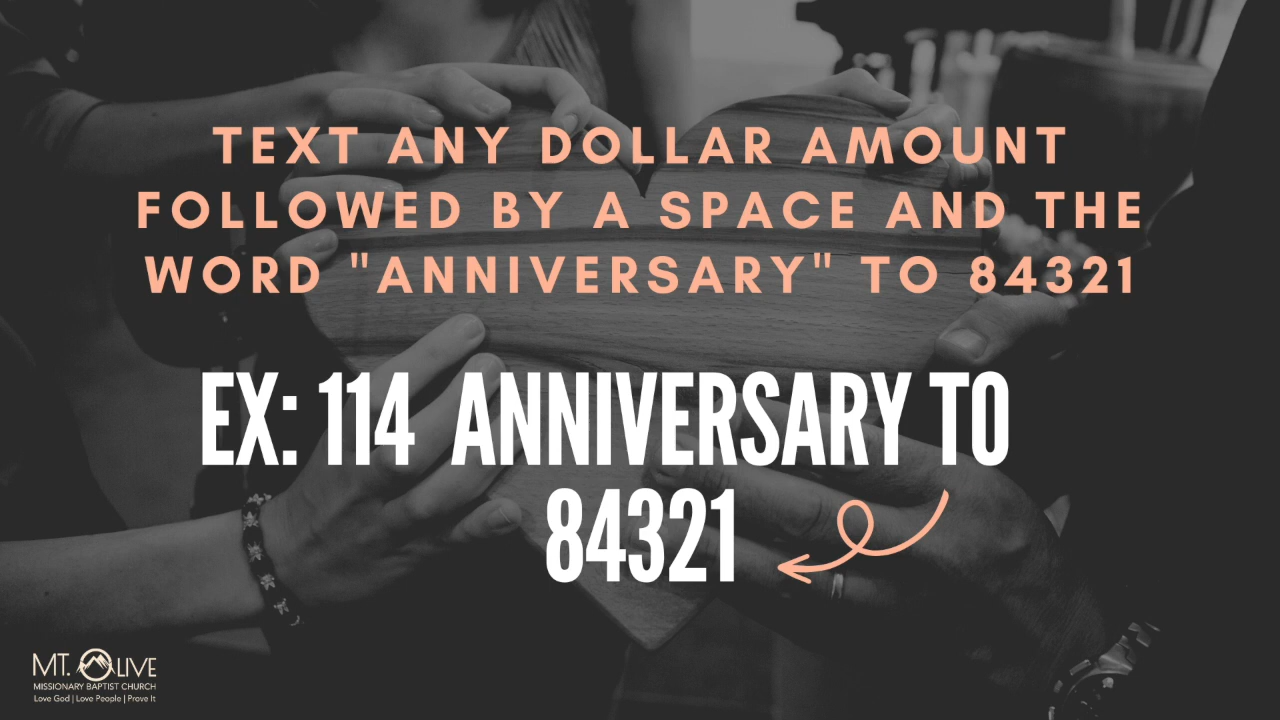 TEXT ANY DOLLAR AMOUNT
FOLLOWED BY A SPACE AND THE
WORD "ANNIVERSARY" TO 84321
EX: 114 ANNIVERSARY TO
84321
MT. OLIVE
MISSIONARY BAPTIST CHURCH
Love God | Love People | Prove It